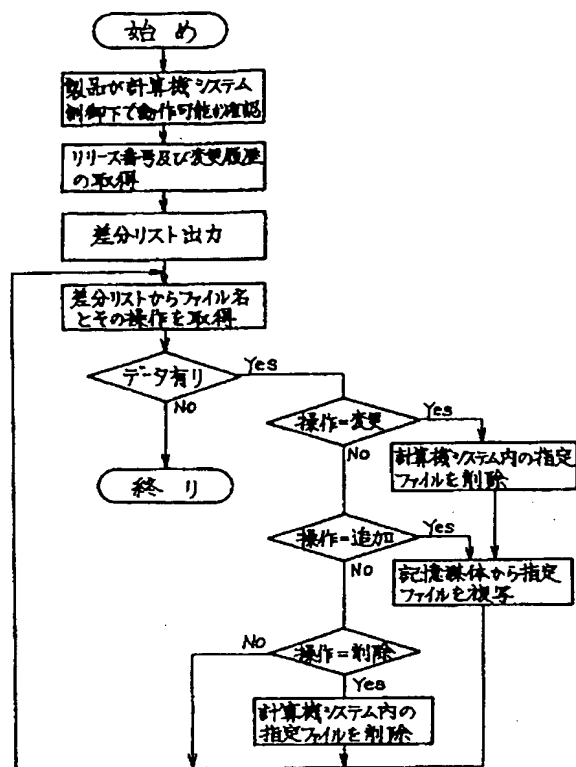 始め
製品が計算機システム
制御下で動作可能か確認
リリース番号及び変更履歴
の取得
差分リスト出力
差分リストからファイル名
とその操作を取得
データ有り
Yes
No
終り
操作=変更
Yes
No
計算機システム内の指定
ファイルを削除
操作=追加
Yes
No
記憶媒体から指定
ファイルを複写
操作=削除
No
Yes
計算機システム内の
指定ファイルを削除